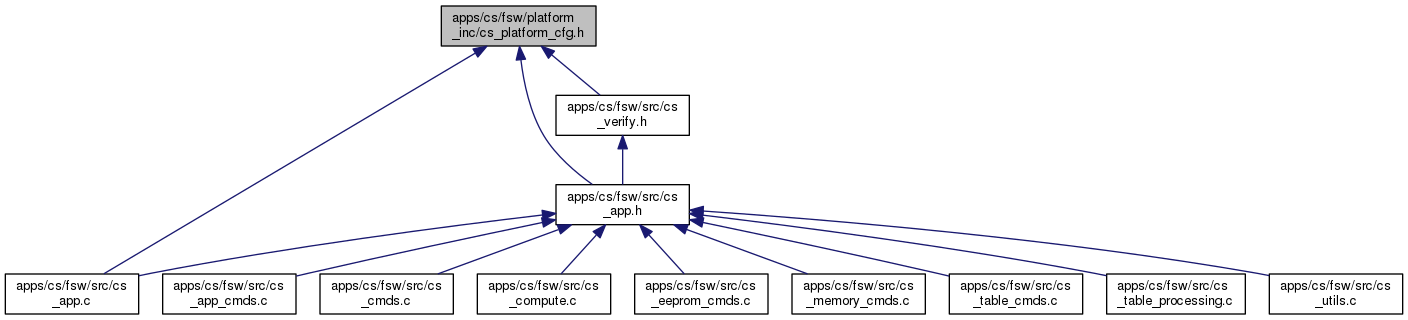 apps/cs/fsw/platform
_inc/cs_platform_cfg.h
apps/cs/fsw/src/cs
_verify.h
apps/cs/fsw/src/cs
_app.h
apps/cs/fsw/src/cs
_app.c
apps/cs/fsw/src/cs
_app_cmds.c
apps/cs/fsw/src/cs
_cmds.c
apps/cs/fsw/src/cs
_compute.c
apps/cs/fsw/src/cs
_eeprom_cmds.c
apps/cs/fsw/src/cs
_memory_cmds.c
apps/cs/fsw/src/cs
_table_cmds.c
apps/cs/fsw/src/cs
_table_processing.c
apps/cs/fsw/src/cs
_utils.c